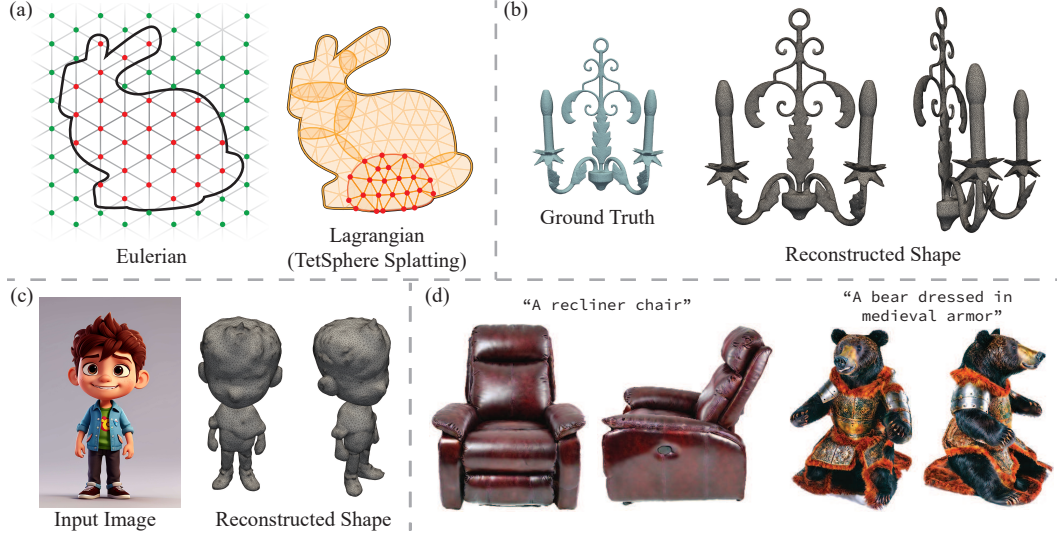 (a)
Eulerian
Lagrangian
(TetSphere Splatting)
(b)
Ground Truth
Reconstructed Shape
(c)
Input Image
Reconstructed Shape
(d)
“A recliner chair”
“A bear dressed in
medieval armor”